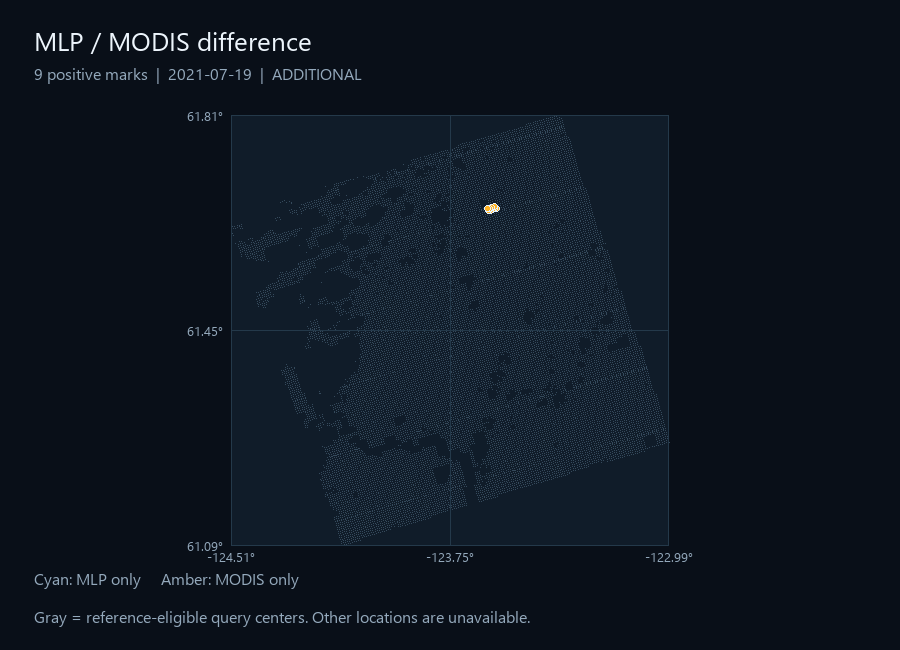 MLP / MODIS difference
9 positive marks | 2021-07-19 | ADDITIONAL
61.81°
61.45°
61.09°
-124.51° -123.75° -122.99°
Cyan: MLP only Amber: MODIS only
Gray = reference-eligible query centers. Other locations are unavailable.